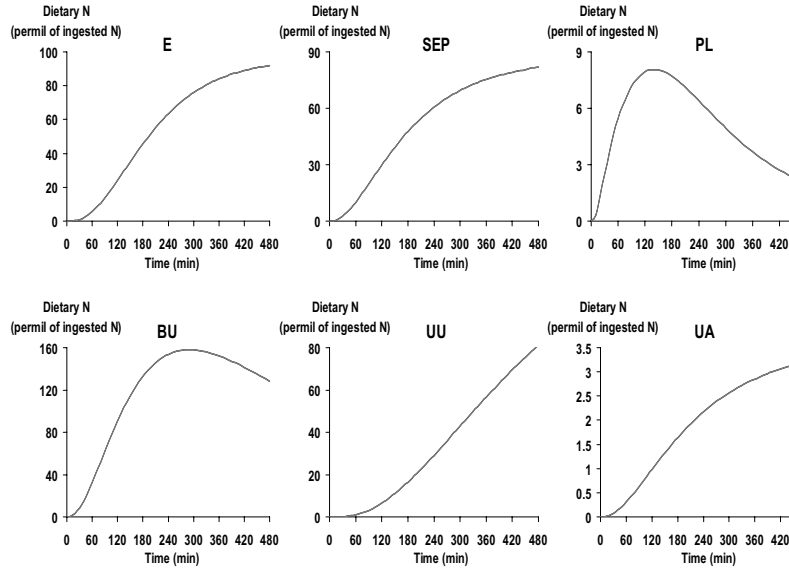 Dietary N
(permil of ingested N)
E
100
80
60
40
20
0
0 60 120 180 240 300 360 420 480
Time (min)
Dietary N
(permil of ingested N)
SEP
90
60
30
0
0 60 120 180 240 300 360 420 480
Time (min)
Dietary N
(permil of ingested N)
PL
9
6
3
0
0 60 120 180 240 300 360 420
Time (min)
Dietary N
(permil of ingested N)
BU
160
120
80
40
0
0 60 120 180 240 300 360 420 480
Time (min)
Dietary N
(permil of ingested N)
UU
80
60
40
20
0
0 60 120 180 240 300 360 420 480
Time (min)
Dietary N
(permil of ingested N)
UA
3.5
3
2.5
2
1.5
1
0.5
0
0 60 120 180 240 300 360
Time (min)